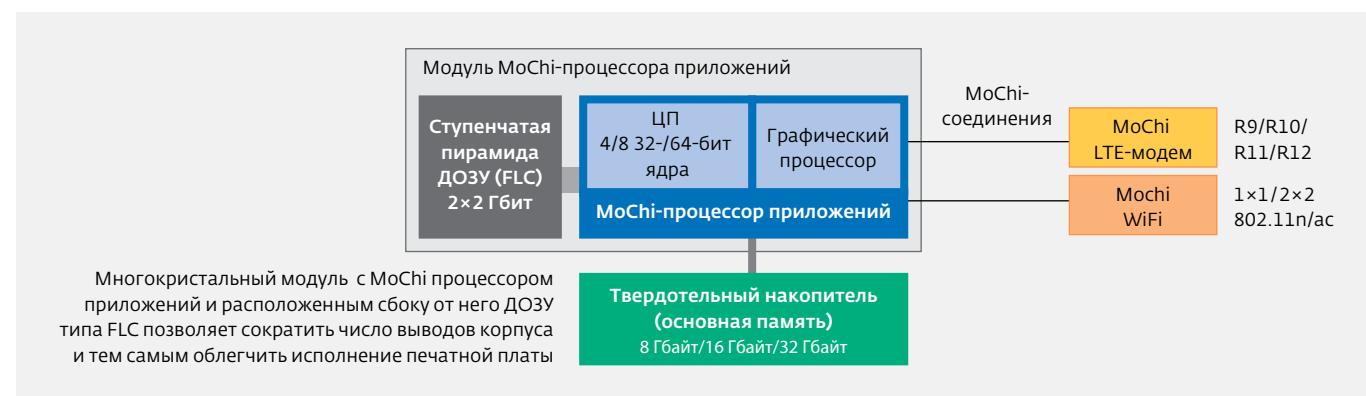 Модуль MoChi-процессора приложений
Ступенчатая
пирамида
ДОЗУ (FLC)
2×2 Гбит
ЦП
4/8 32-/64-бит
ядра
Графический
процессор
MoChi-процессор приложений
MoChi-
соединения
MoChi
LTE-модем
R9/R10/
R11/R12
Mochi
WiFi
1×1/2×2
802.11n/ac
Многокристальный модуль с MoChi процессором
приложений и расположенным сбоку от него ДОЗУ
типа FLC позволяет сократить число выводов корпуса
и тем самым облегчить исполнение печатной платы
Твердотельный накопитель
(основная память)
8 Гбайт/16 Гбайт/32 Гбайт